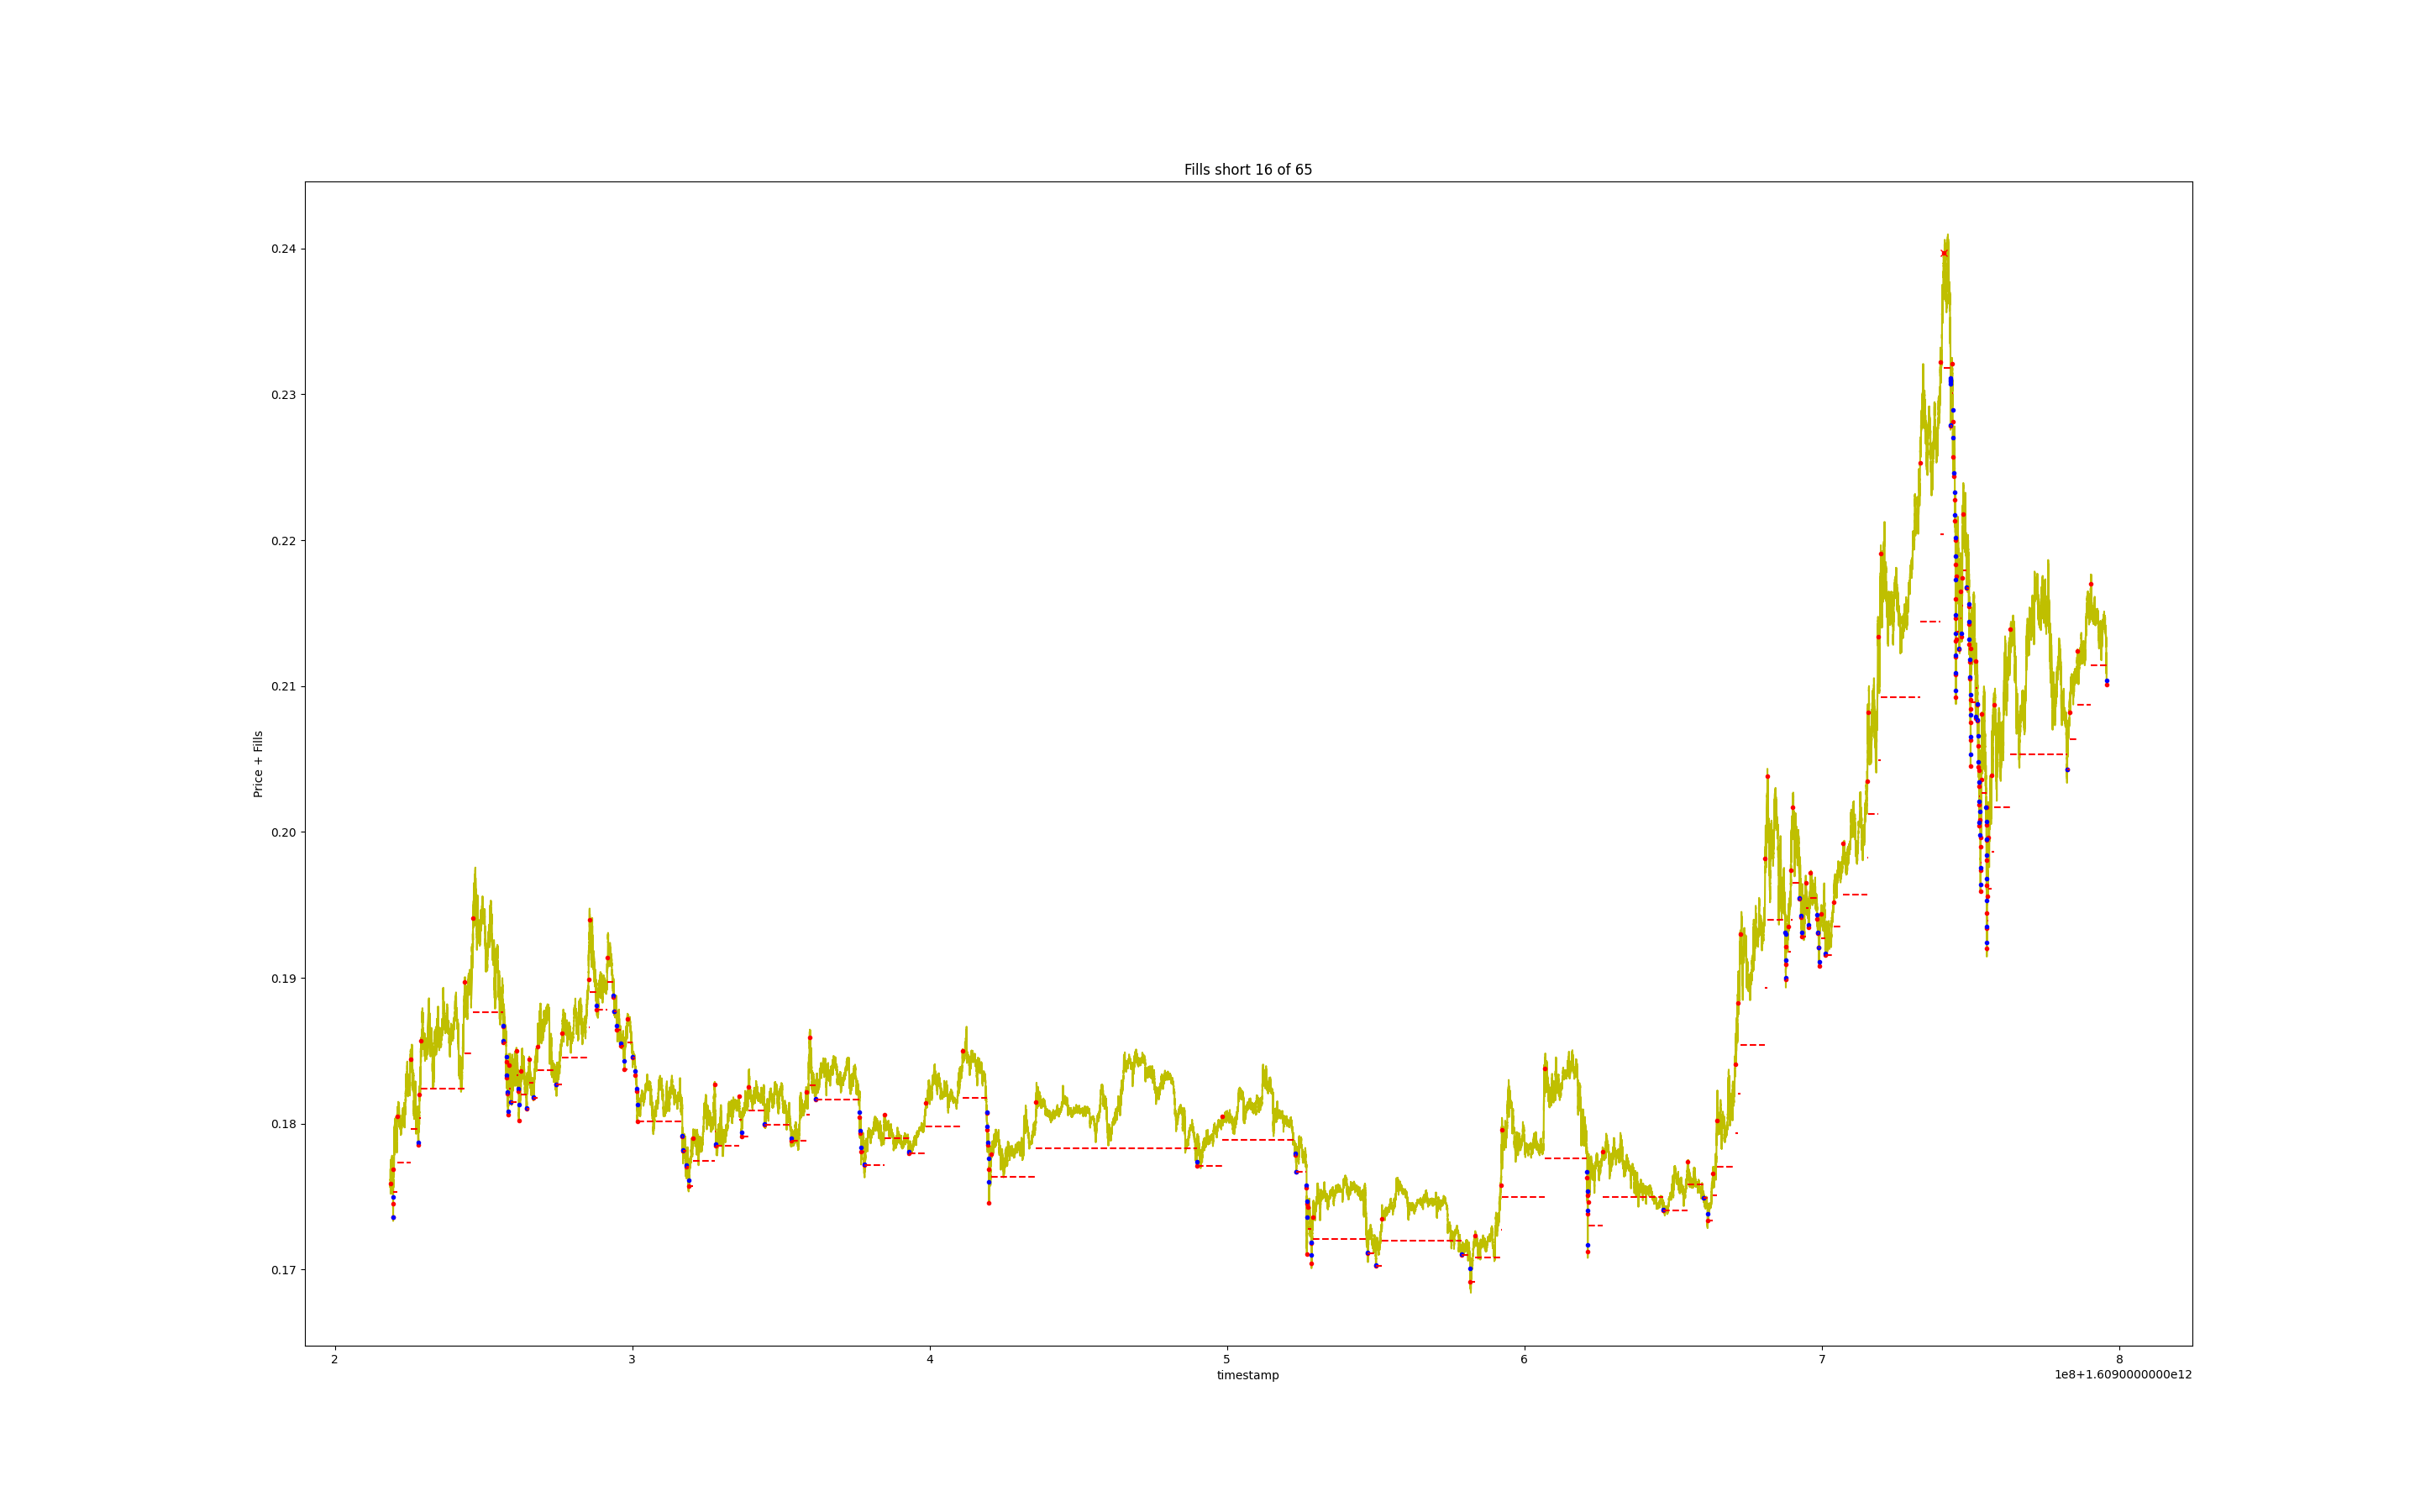 Fills short 16 of 65
0.24
0.23
0.22
0.21
0.20
0.19
0.18
0.17
Price + Fills
2 3 4 5 6 7 8
timestamp
1e8+1.6090000000e12